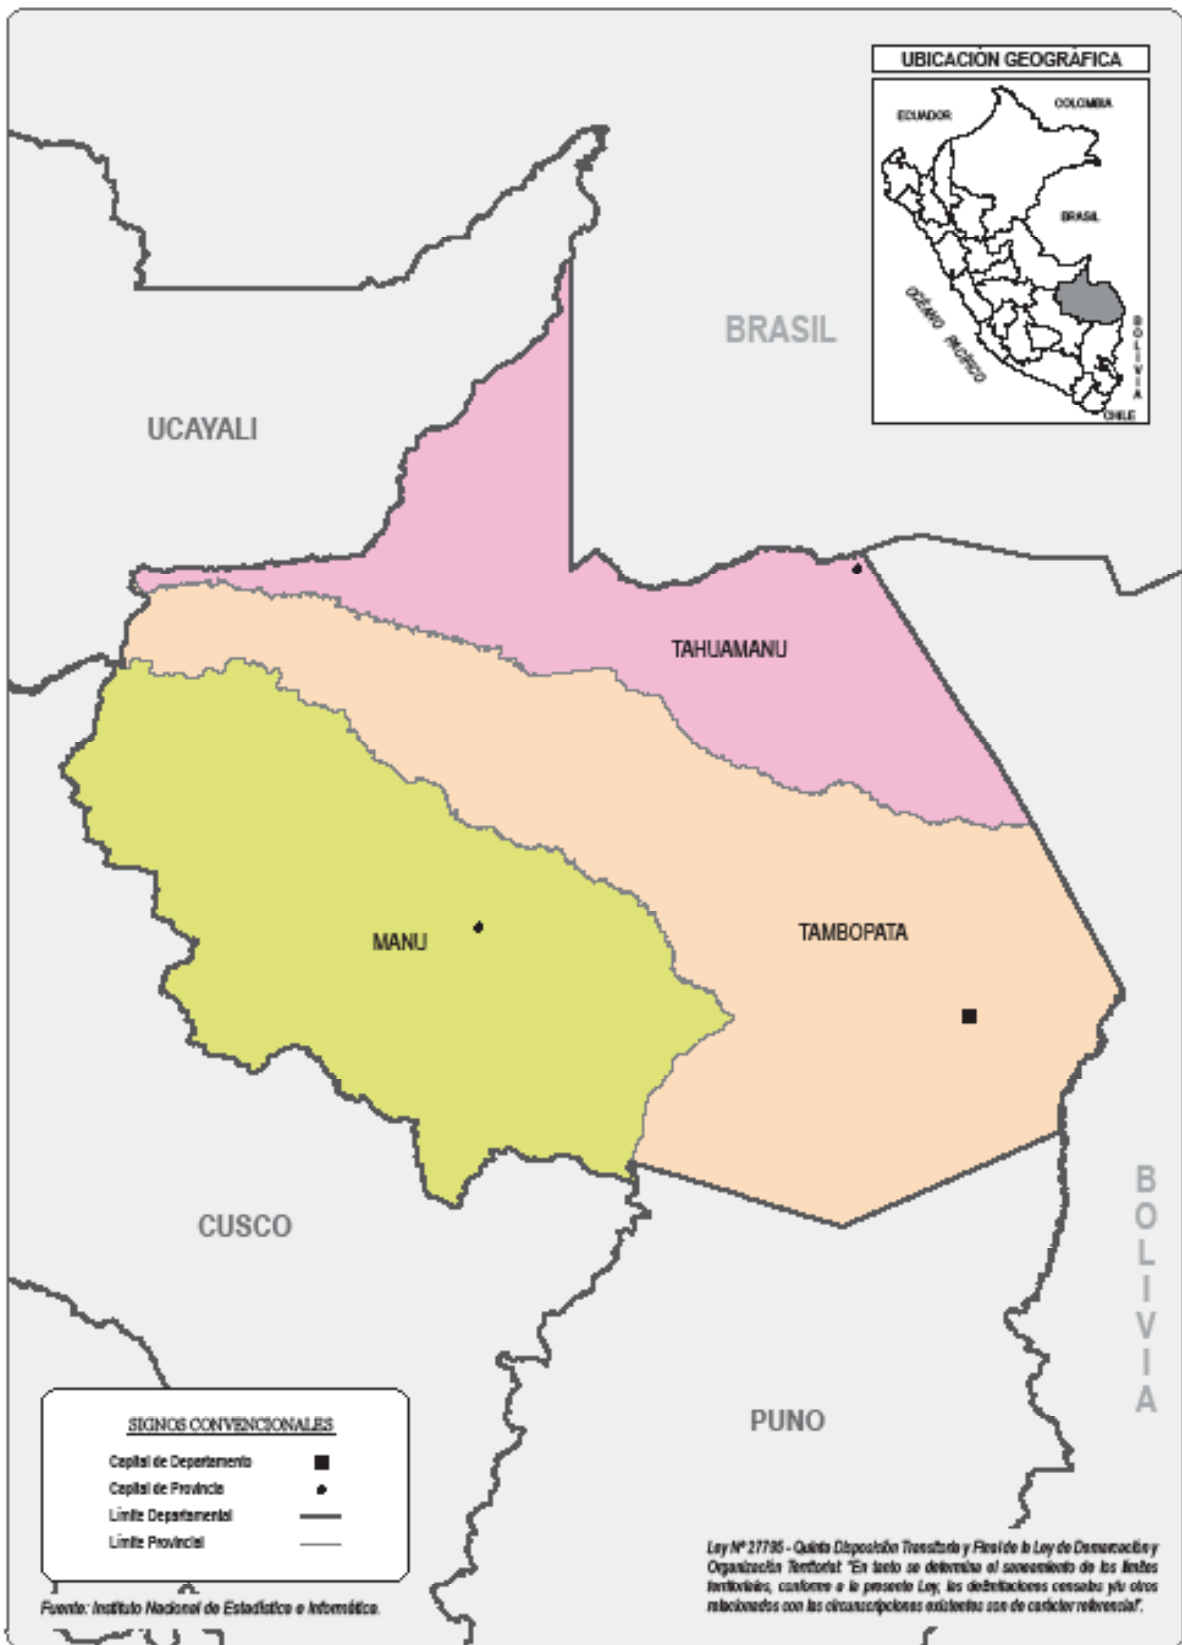 UBICACIÓN GEOGRÁFICA
COLOMBIA
ECUADOR
BRASIL
OCÉANO PACÍFICO
BOLIVIA
CHILE
BRASIL
UCAYALI
TAHUAMANU
TAMBOPATA
MANU
CUSCO
BOLIVIA
PUNO
SIGNOS CONVENCIONALES
Capital de Departamento
Capital de Provincia
Límite Departamental
Límite Provincial
Fuente: Instituto Nacional de Estadística e Informática.
Ley Nº 27795 - Quinta Disposición Transitoria y Final de la Ley de Demarcación y
Organización Territorial: "En tanto se determina el saneamiento de los límites
territoriales, conforme a la presente Ley, las delimitaciones censales y/u otros
relacionados con las circunscripciones existentes son de carácter referencial".